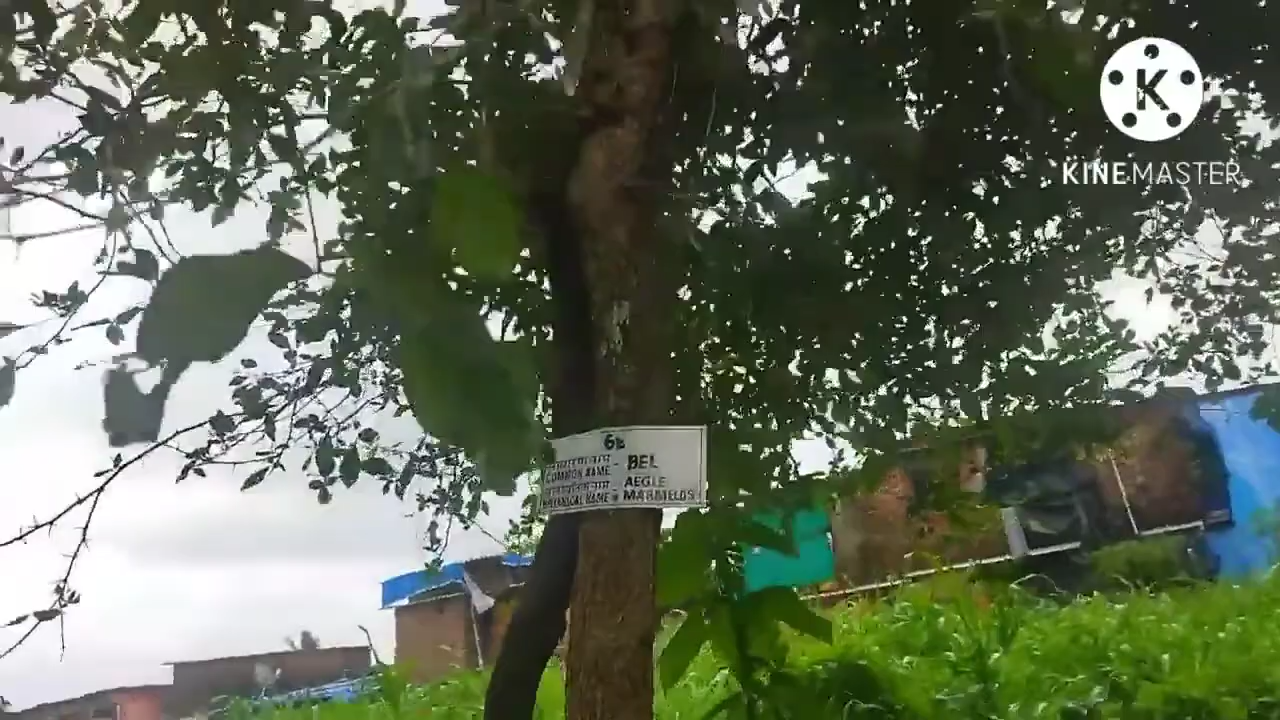 K
KINEMASTER
COMMON NAME - BEL
AEGLE
BOTANICAL NAME - MARMELOS